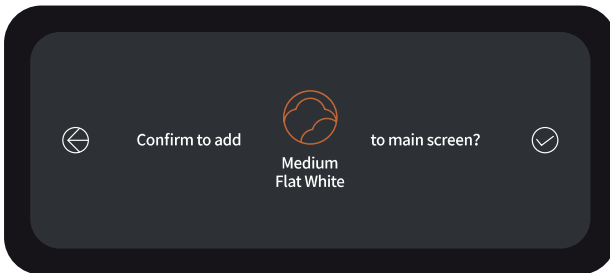 Confirm to add
Medium
Flat White
to main screen?